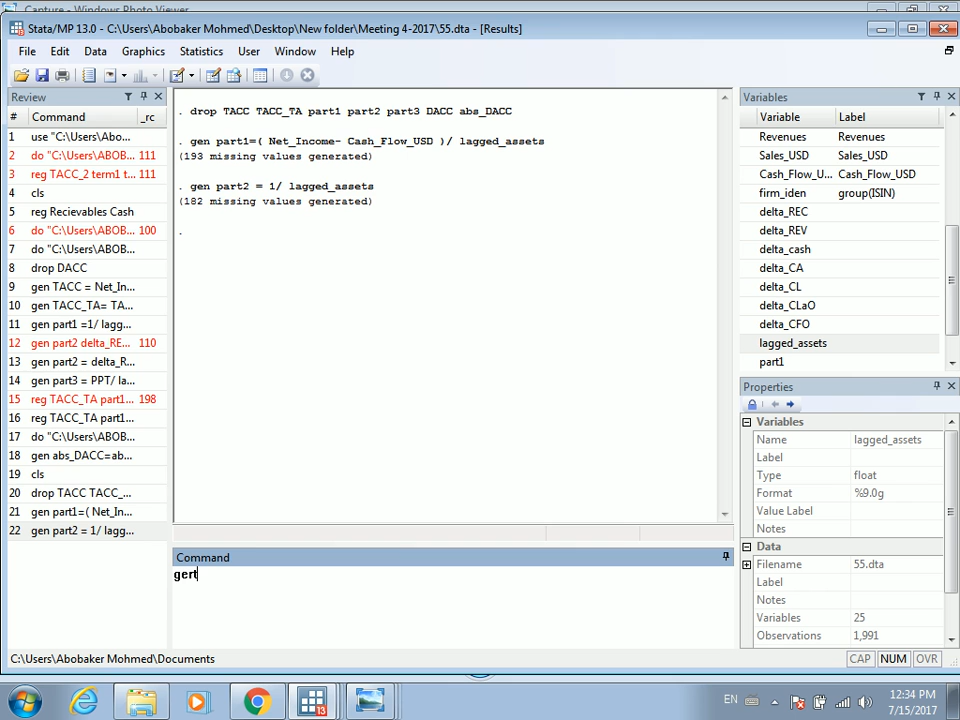 Capture - Windows Photo Viewer
Stata/MP 13.0 - C:\Users\Abobaker Mohmed\Desktop\New folder\Meeting 4-2017\55.dta - [Results]
File Edit Data Graphics Statistics User Window Help
Review
# Command _rc
1 use "C:\Users\Abo...
2 do "C:\Users\ABOB... 111
3 reg TACC_2 term1 t... 111
4 cls
5 reg Recievables Cash
6 do "C:\Users\ABOB... 100
7 do "C:\Users\ABOB...
8 drop DACC
9 gen TACC = Net_In...
10 gen TACC_TA= TA...
11 gen part1 =1/ lagg...
12 gen part2 delta_RE... 110
13 gen part2 = delta_R...
14 gen part3 = PPT/ la...
15 reg TACC_TA part1... 198
16 reg TACC_TA part1...
17 do "C:\Users\ABOB...
18 gen abs_DACC=ab...
19 cls
20 drop TACC TACC_...
21 gen part1=( Net_In...
22 gen part2 = 1/ lagg...
. drop TACC TACC_TA part1 part2 part3 DACC abs_DACC
. gen part1=( Net_Income- Cash_Flow_USD )/ lagged_assets
(193 missing values generated)
. gen part2 = 1/ lagged_assets
(182 missing values generated)
.
Command
gert
Variables
Variable Label
Revenues Revenues
Sales_USD Sales_USD
Cash_Flow_U... Cash_Flow_USD
firm_iden group(ISIN)
delta_REC
delta_REV
delta_cash
delta_CA
delta_CL
delta_CLaO
delta_CFO
lagged_assets
part1
Properties
Variables
Name lagged_assets
Label
Type float
Format %9.0g
Value Label
Notes
Data
Filename 55.dta
Label
Notes
Variables 25
Observations 1,991
C:\Users\Abobaker Mohmed\Documents
CAP NUM OVR
13
EN
12:34 PM
7/15/2017